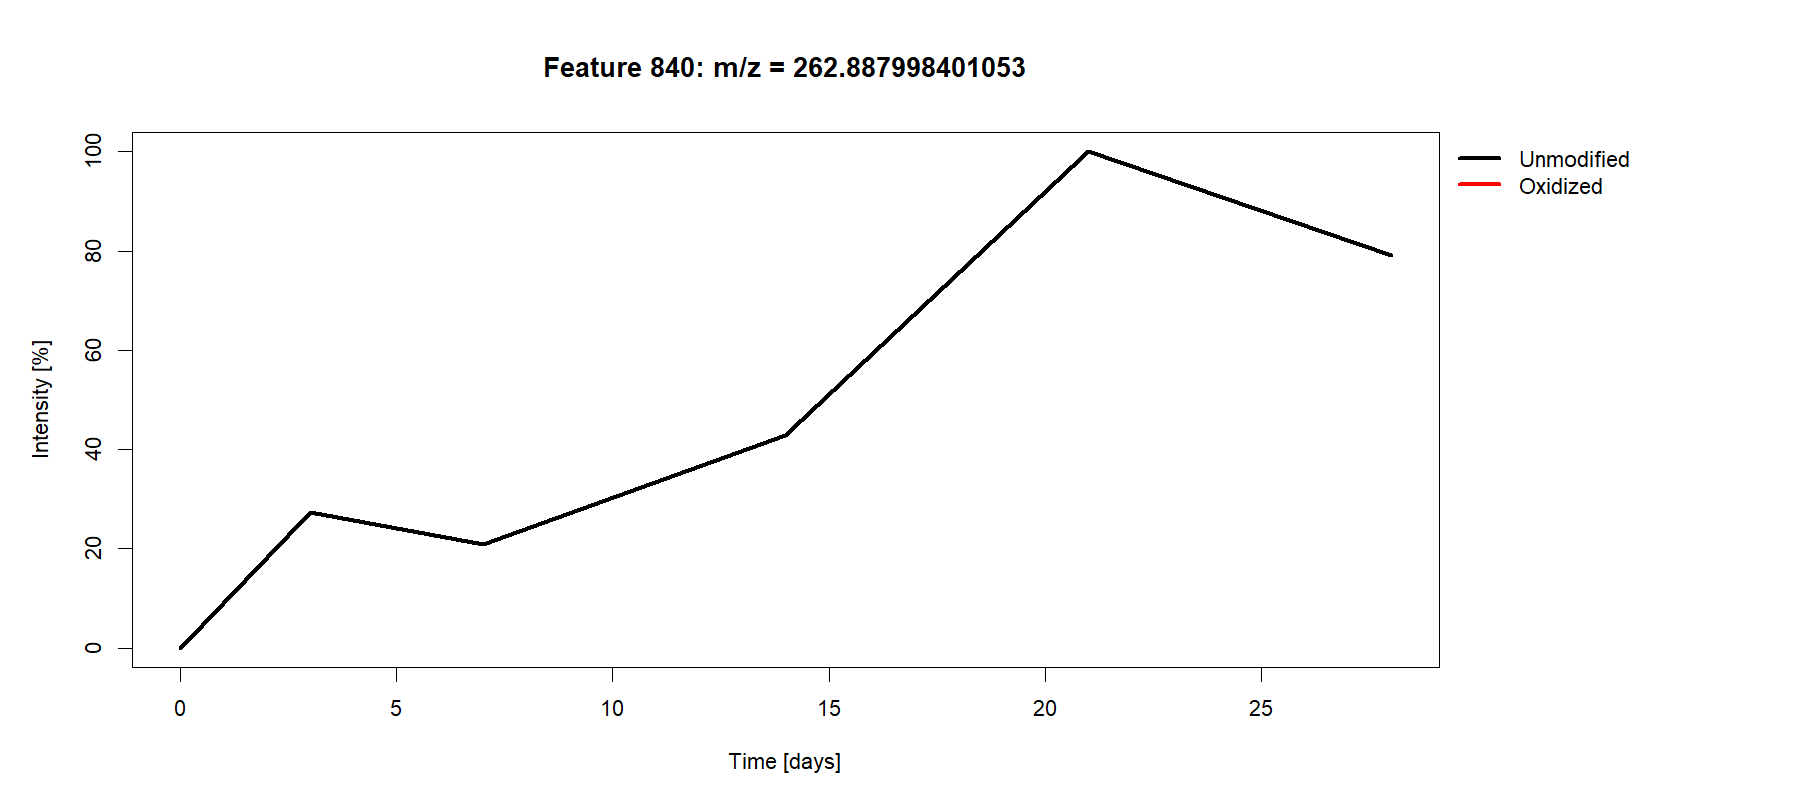 Feature 840: m/z = 262.887998401053
Unmodified
Oxidized
Intensity [%]
100
80
60
40
20
0
0 5 10 15 20 25
Time [days]